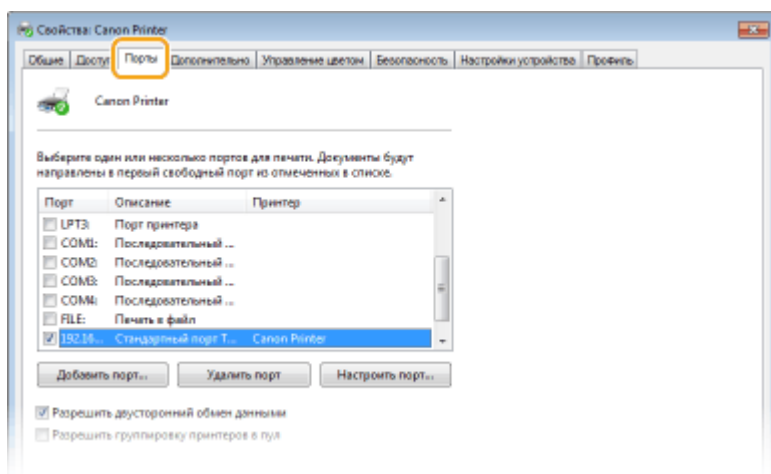 Свойства: Canon Printer
Общие Доступ Порты Дополнительно Управление цветом Безопасность Настройки устройства Профиль
Canon Printer
Выберите один или несколько портов для печати. Документы будут
направлены в первый свободный порт из отмеченных в списке.
Порт Описание Принтер
LPT3: Порт принтера
COM1: Последовательный ...
COM2: Последовательный ...
COM3: Последовательный ...
COM4: Последовательный ...
FILE: Печать в файл
192.16... Стандартный порт T... Canon Printer
Добавить порт... Удалить порт Настроить порт...
Разрешить двусторонний обмен данными
Разрешить группировку принтеров в пул